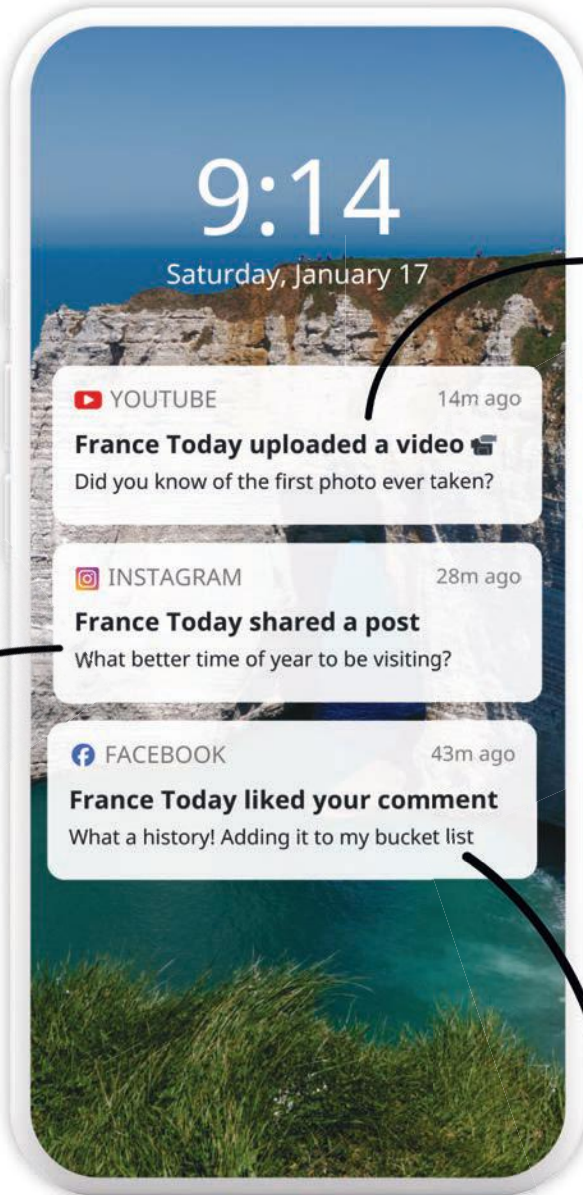 9:14
Saturday, January 17
YOUTUBE 14m ago
France Today uploaded a video
Did you know of the first photo ever taken?
INSTAGRAM 28m ago
France Today shared a post
What better time of year to be visiting?
FACEBOOK 43m ago
France Today liked your comment
What a history! Adding it to my bucket list